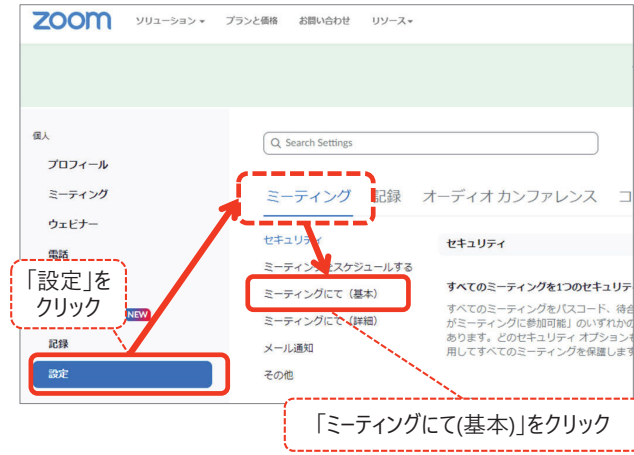 zoom ソリューション プランと価格 お問い合わせ リソース
個人
プロフィール
ミーティング
ウェビナー
電話
「設定」を
クリック
NEW
記録
設定
Search Settings
ミーティング 記録 オーディオ カンファレンス コ
セキュリティ
ミーティングをスケジュールする
ミーティングにて（基本）
ミーティングにて（詳細）
メール通知
その他
セキュリティ
すべてのミーティングを1つのセキュリテ
すべてのミーティングをパスコード、待合
がミーティングに参加可能」のいずれかの
あります。どのセキュリティ オプションも
用してすべてのミーティングを保護します
「ミーティングにて(基本)」をクリック